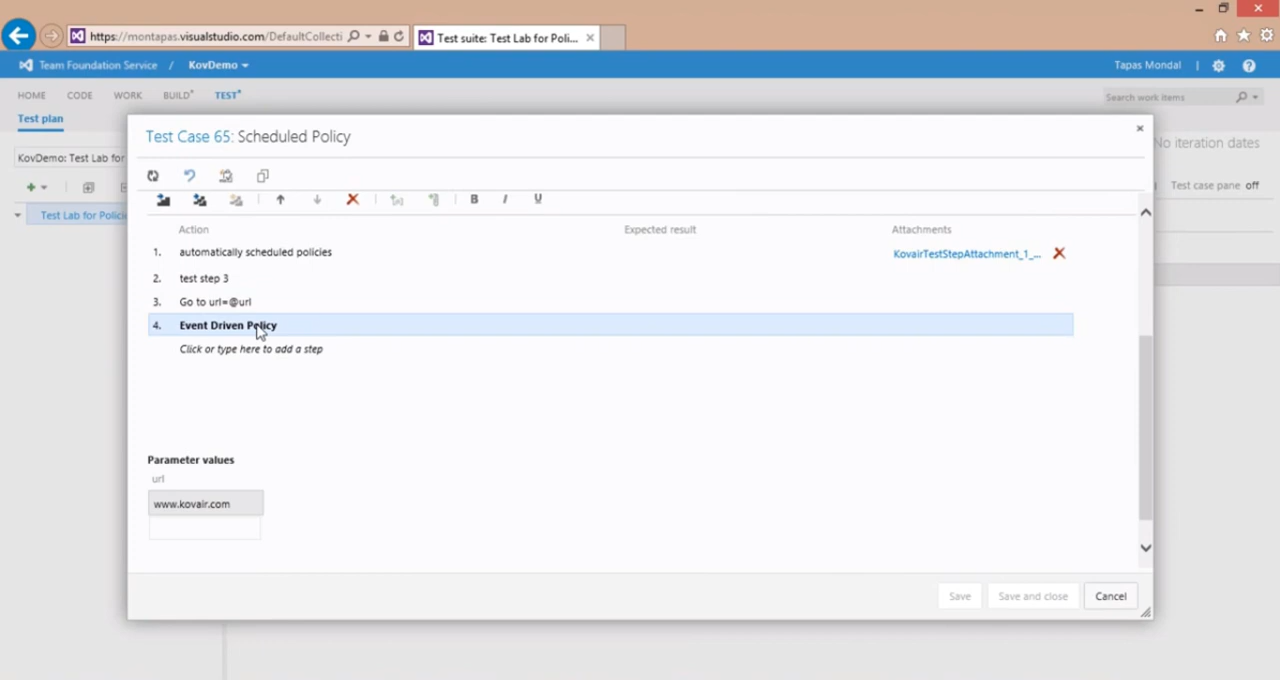 https://montapas.visualstudio.com/DefaultCollecti
Test suite: Test Lab for Poli...
Team Foundation Service / KovDemo
Tapas Mondal
HOME CODE WORK BUILD* TEST*
Search work items
Test plan
Test Case 65: Scheduled Policy
No iteration dates
KovDemo: Test Lab for
Test case pane: off
Test Lab for Polici
B I U
Action Expected result Attachments
1. automatically scheduled policies KovairTestStepAttachment_1_...
2. test step 3
3. Go to url=@url
4. Event Driven Policy
Click or type here to add a step
Parameter values
url
www.kovair.com
Save Save and close Cancel